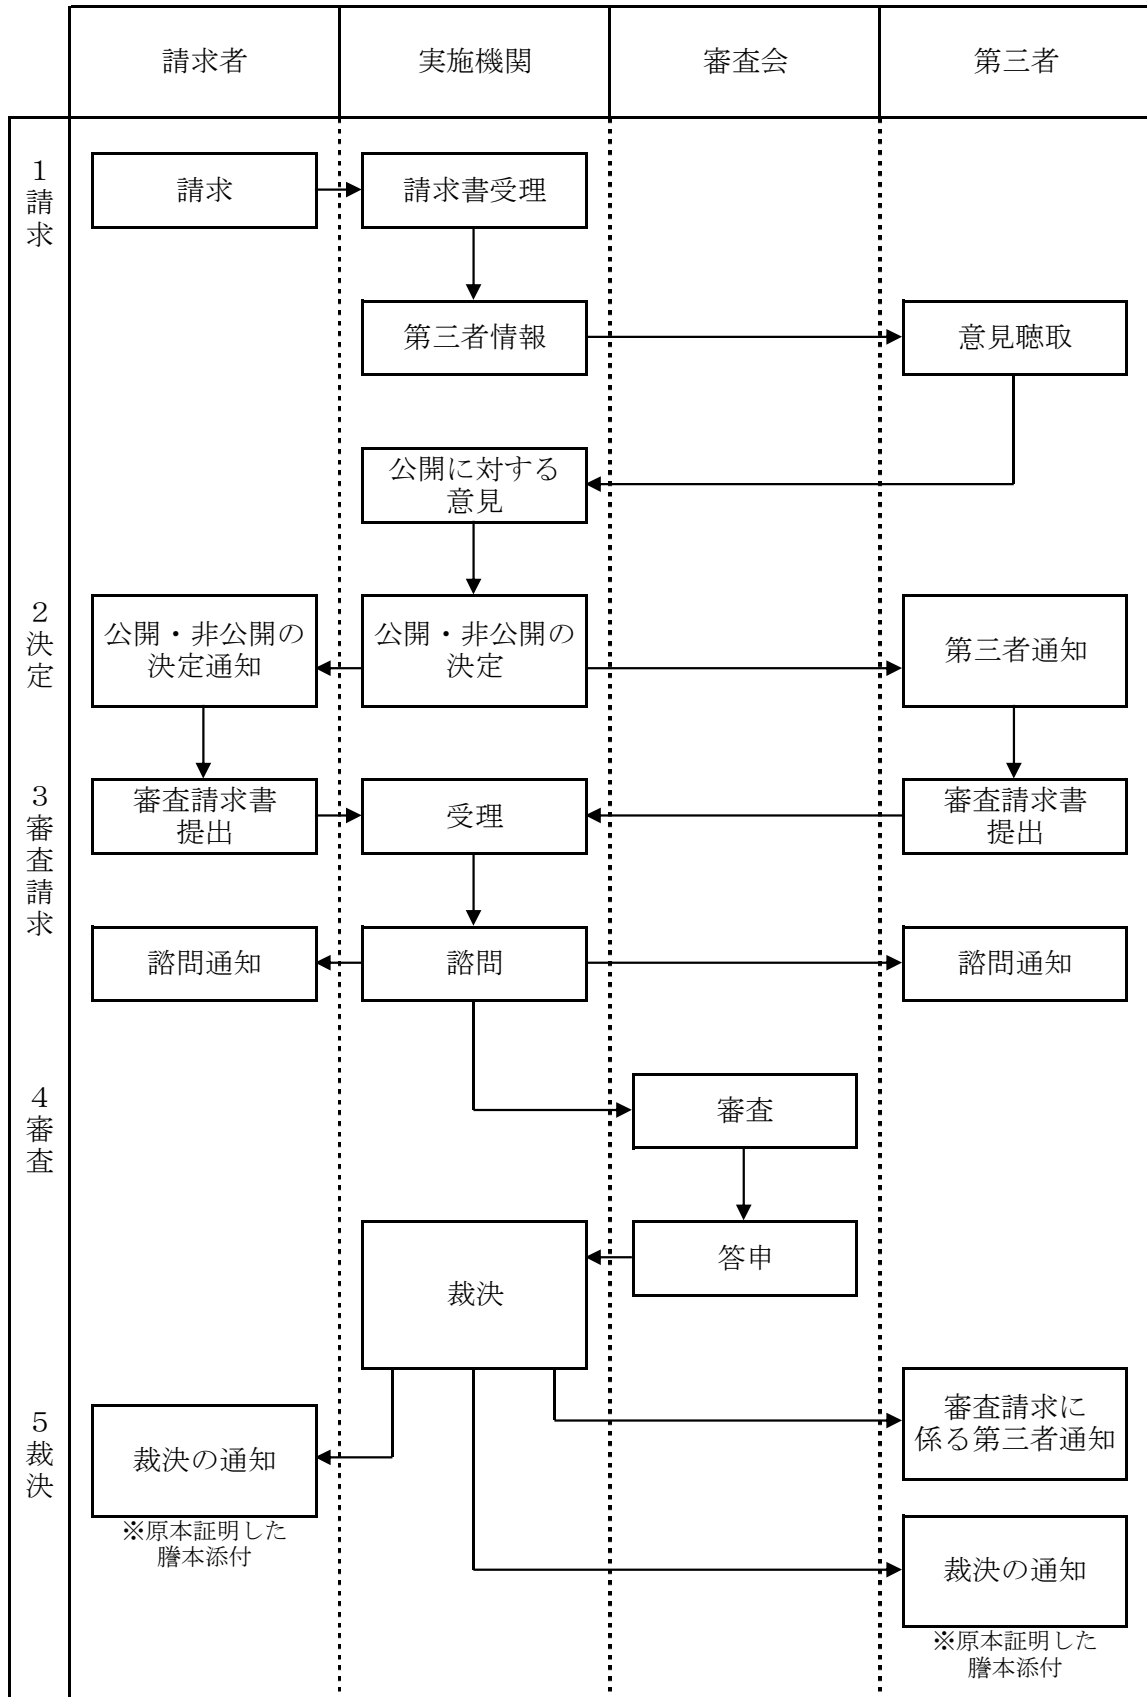 請求者
実施機関
審査会
第三者
1請求
請求
請求書受理
第三者情報
意見聴取
公開に対する
意見
2決定
公開・非公開の
決定通知
公開・非公開の
決定
第三者通知
3審査請求
審査請求書
提出
受理
審査請求書
提出
諮問通知
諮問
諮問通知
4審査
審査
答申
裁決
5裁決
審査請求に
係る第三者通知
裁決の通知
※原本証明した
謄本添付
裁決の通知
※原本証明した
謄本添付